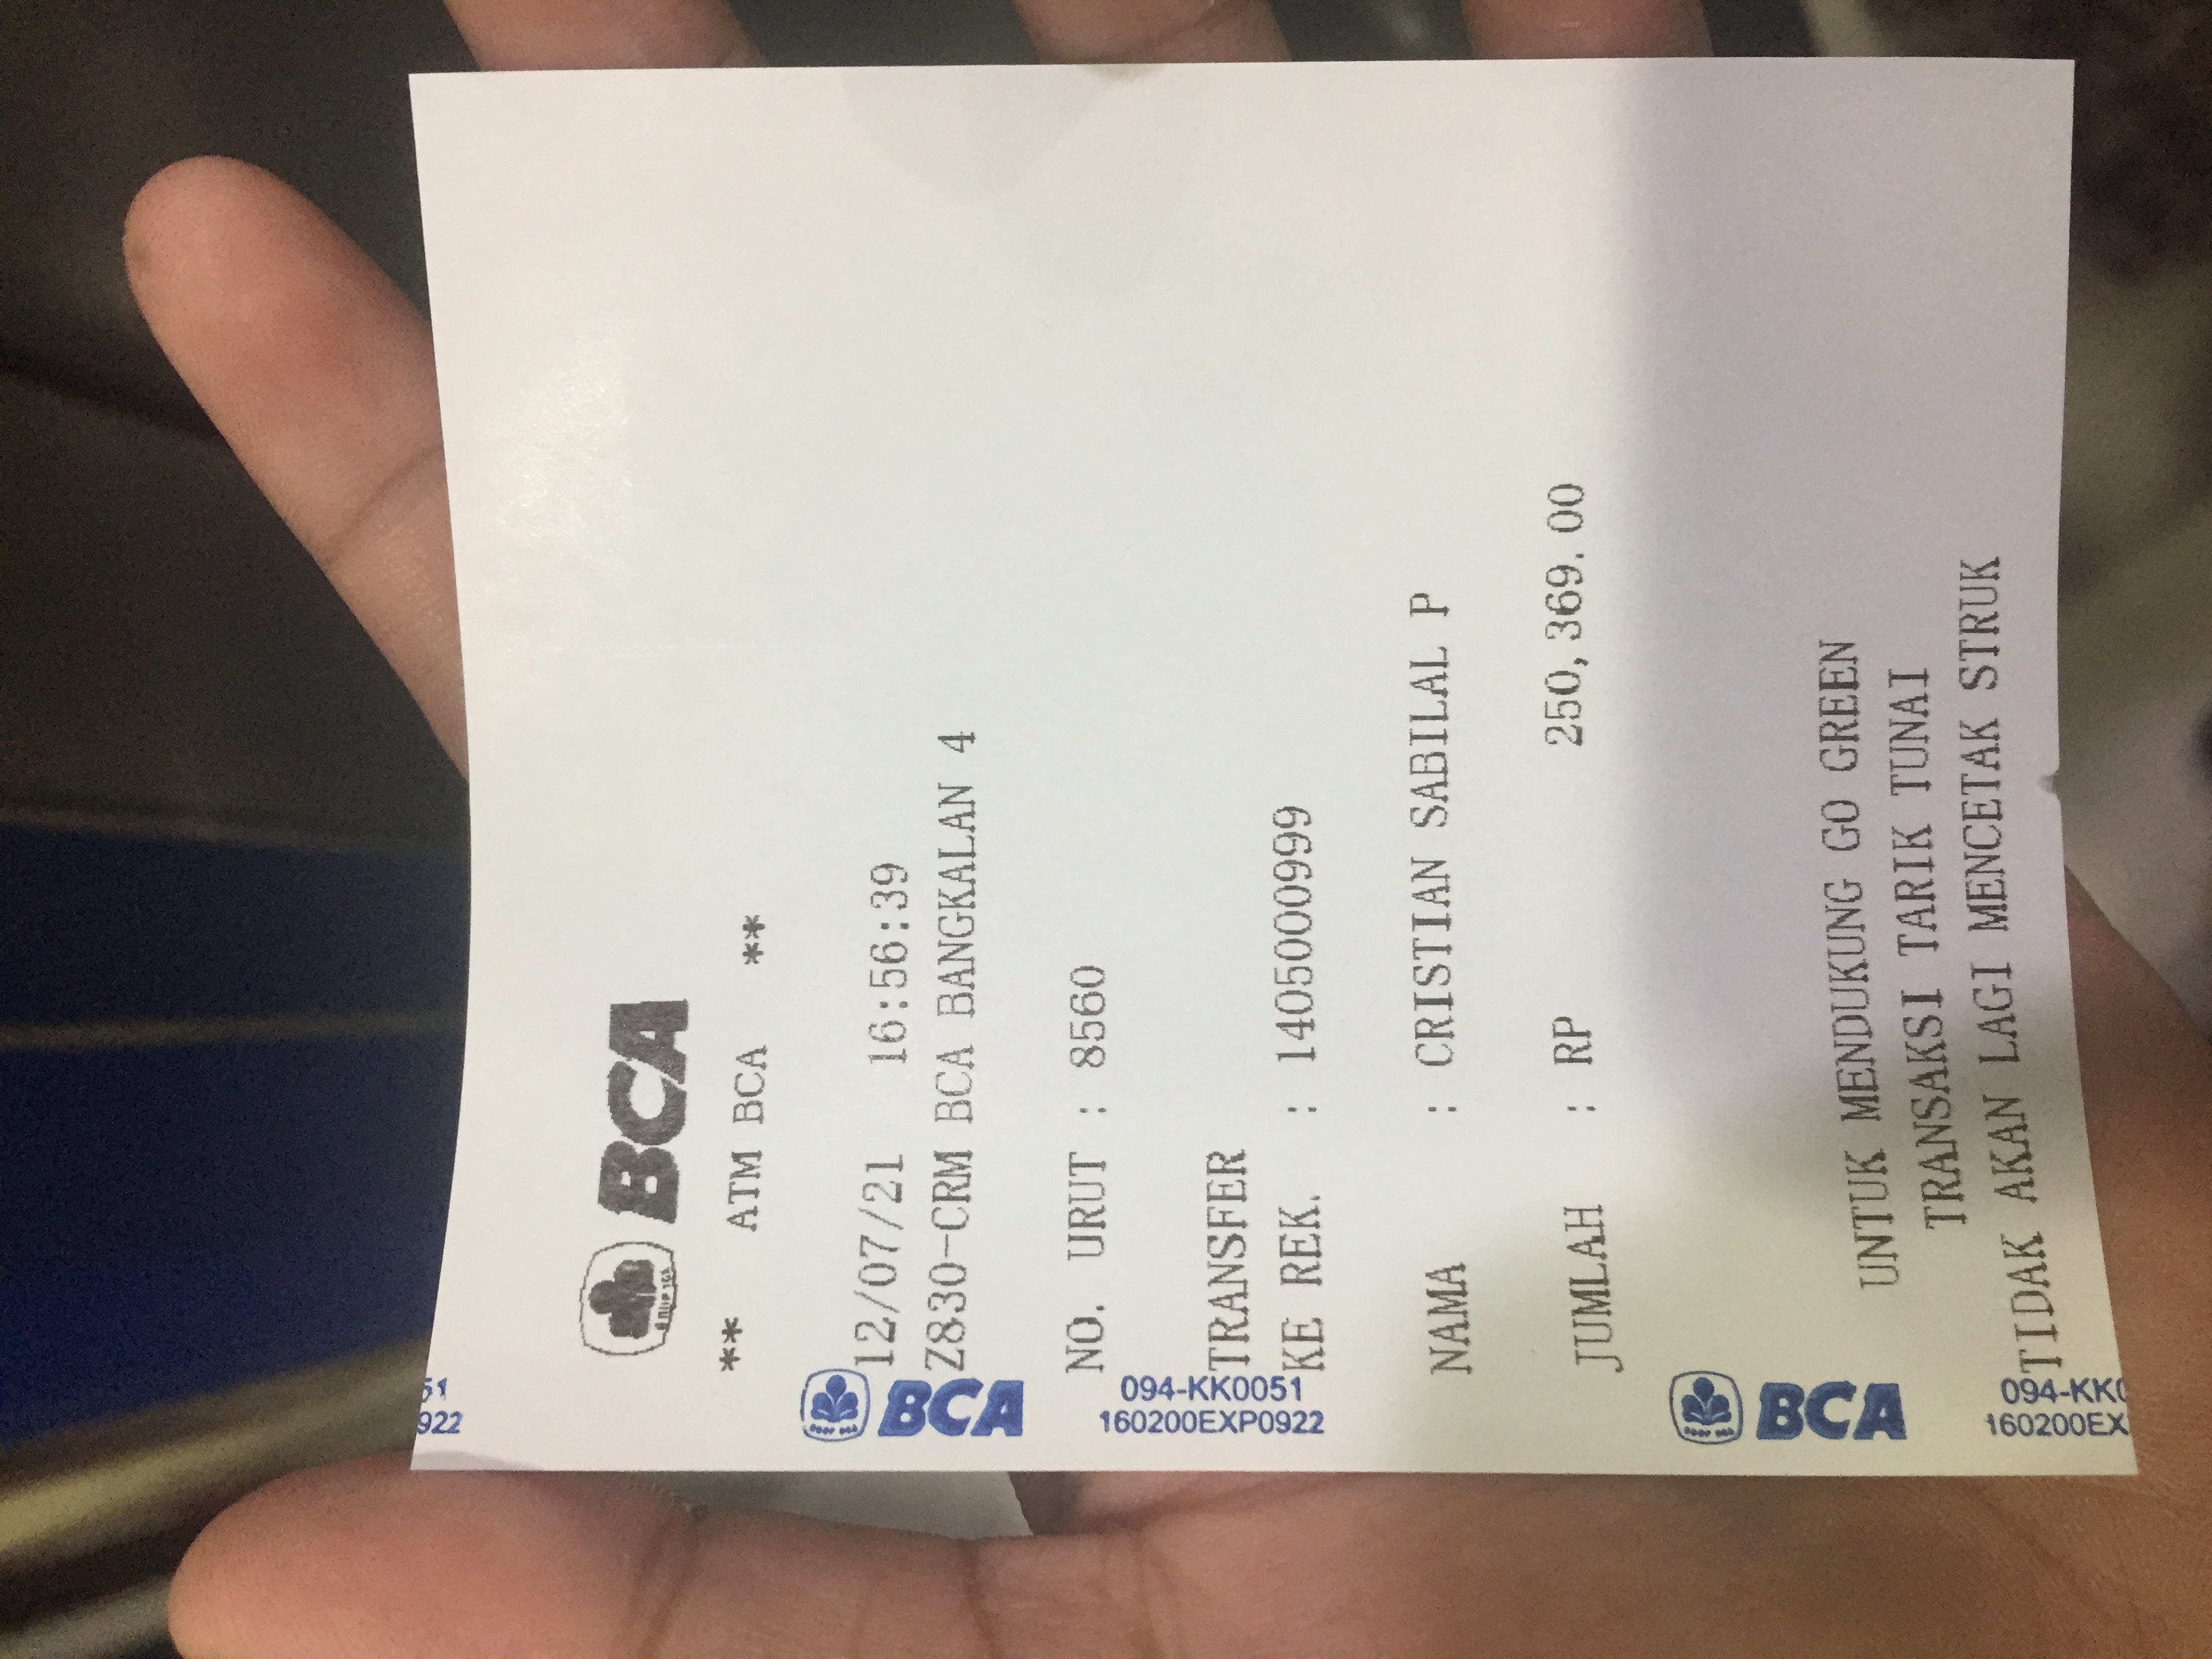 BCA
** ATM BCA **
12/07/21 16:56:39
Z830-CRM BCA BANGKALAN 4
NO. URUT : 8560
TRANSFER
KE REK. : 1405000999
NAMA : CRISTIAN SABILAL P
JUMLAH : RP 250,369.00
UNTUK MENDUKUNG GO GREEN
TRANSAKSI TARIK TUNAI
TIDAK AKAN LAGI MENCETAK STRUK
51
922
BCA
094-KK0051
160200EXP0922
BCA
094-KK
160200EX